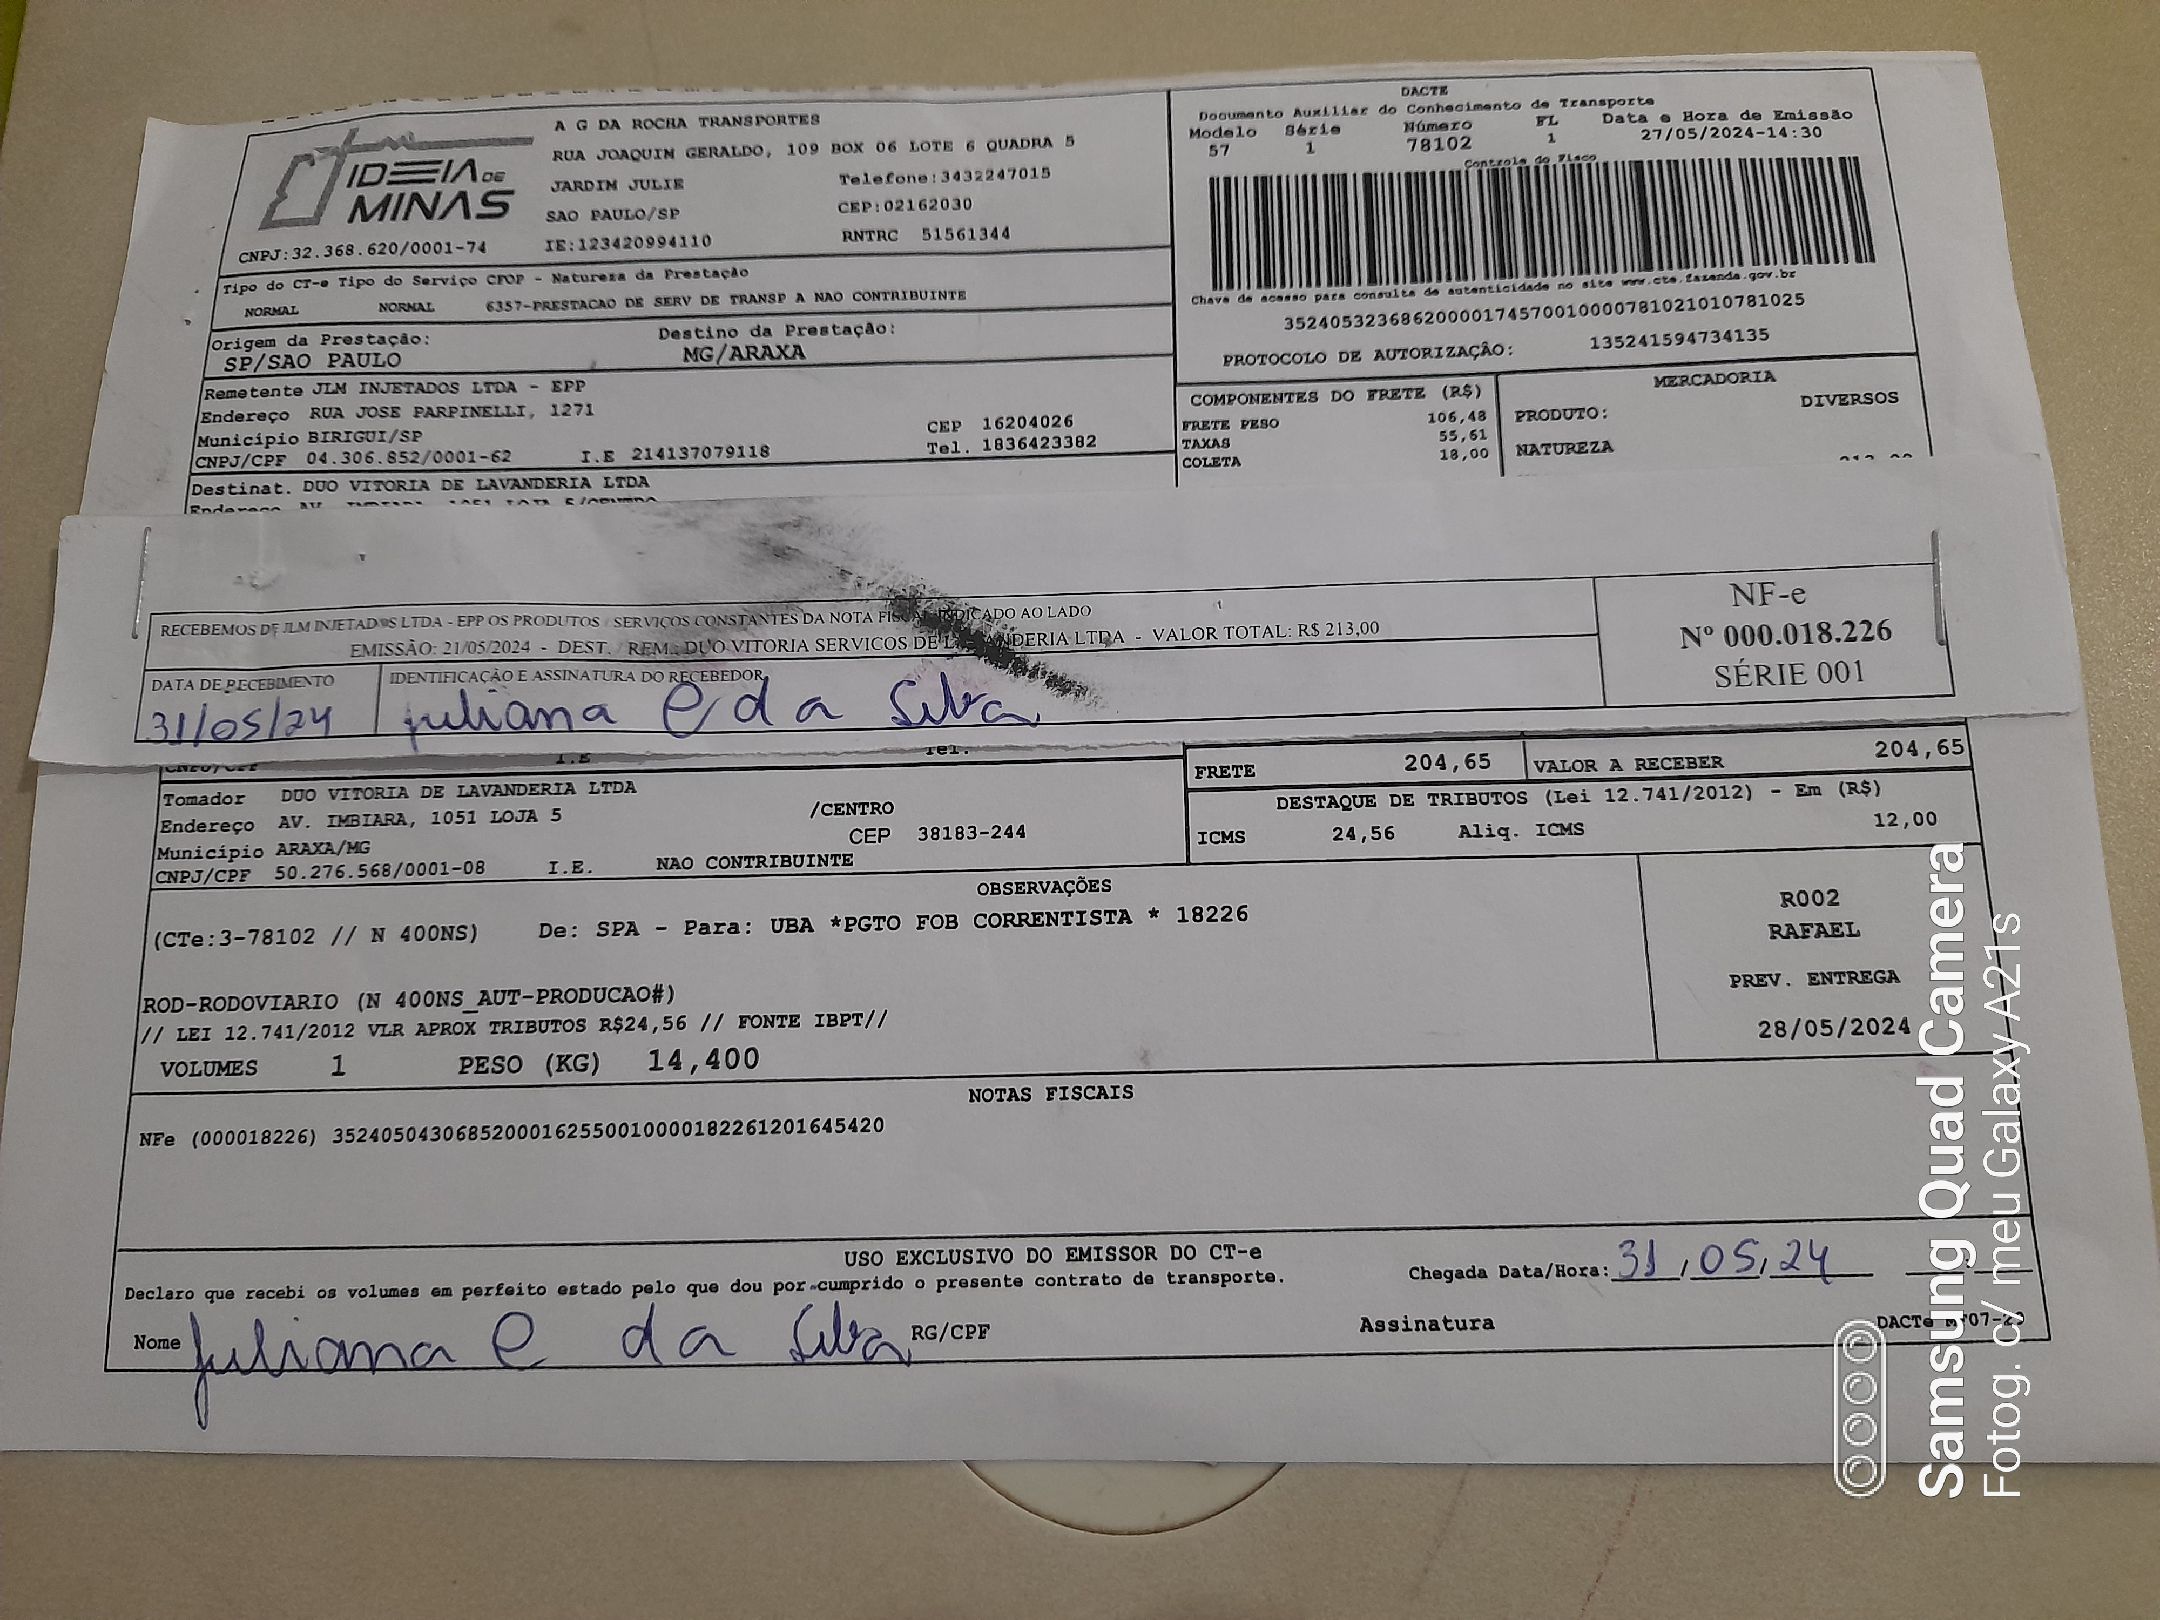 IDEIA DE
MINAS
CNPJ:32.368.620/0001-74
A G DA ROCHA TRANSPORTES
RUA JOAQUIN GERALDO, 109 BOX 06 LOTE 6 QUADRA 5
JARDIM JULIE Telefone:3432247015
SAO PAULO/SP CEP:02162030
IE:123420994110 RNTRC 51561344
DACTE
Documento Auxiliar do Conhecimento de Transporte
Modelo Série Número FL Data e Hora de Emissão
57 1 78102 1 27/05/2024-14:30
Controle do Fisco
Chave de acesso para consulta de autenticidade no site www.cte.fazenda.gov.br
35240532368620000174570010000781021010781025
PROTOCOLO DE AUTORIZAÇÃO: 135241594734135
Tipo do CT-e Tipo do Serviço CFOP - Natureza da Prestação
NORMAL NORMAL 6357-PRESTACAO DE SERV DE TRANSP A NAO CONTRIBUINTE
Origem da Prestação: Destino da Prestação:
SP/SAO PAULO MG/ARAXA
Remetente JLM INJETADOS LTDA - EPP
Endereço RUA JOSE PARPINELLI, 1271
Município BIRIGUI/SP CEP 16204026
CNPJ/CPF 04.306.852/0001-62 I.E 214137079118 Tel. 1836423382
Destinat. DUO VITORIA DE LAVANDERIA LTDA
Endereço AV. IMBIARA, 1051 LOJA 5/CENTRO
COMPONENTES DO FRETE (R$)
FRETE PESO 106,48
TAXAS 55,61
COLETA 18,00
MERCADORIA
PRODUTO: DIVERSOS
NATUREZA
RECEBEMOS DE JLM INJETADOS LTDA - EPP OS PRODUTOS / SERVIÇOS CONSTANTES DA NOTA FISCAL INDICADO AO LADO
EMISSÃO: 21/05/2024 - DEST. / REM.: DUO VITORIA SERVICOS DE LAVANDERIA LTDA - VALOR TOTAL: R$ 213,00
DATA DE RECEBIMENTO IDENTIFICAÇÃO E ASSINATURA DO RECEBEDOR
31/05/24 juliana e da Silva
NF-e
Nº 000.018.226
SÉRIE 001
CNPJ/CPF I.E Tel.
FRETE 204,65 VALOR A RECEBER 204,65
Tomador DUO VITORIA DE LAVANDERIA LTDA
Endereço AV. IMBIARA, 1051 LOJA 5 /CENTRO
Município ARAXA/MG CEP 38183-244
CNPJ/CPF 50.276.568/0001-08 I.E. NAO CONTRIBUINTE
DESTAQUE DE TRIBUTOS (Lei 12.741/2012) - Em (R$)
ICMS 24,56 Aliq. ICMS 12,00
OBSERVAÇÕES
(CTe:3-78102 // N 400NS) De: SPA - Para: UBA *PGTO FOB CORRENTISTA * 18226
ROD-RODOVIARIO (N 400NS_AUT-PRODUCAO#)
// LEI 12.741/2012 VLR APROX TRIBUTOS R$24,56 // FONTE IBPT//
VOLUMES 1 PESO (KG) 14,400
R002
RAFAEL
PREV. ENTREGA
28/05/2024
NOTAS FISCAIS
NFe (000018226) 35240504306852000162550010000182261201645420
USO EXCLUSIVO DO EMISSOR DO CT-e
Declaro que recebi os volumes em perfeito estado pelo que dou por cumprido o presente contrato de transporte.
Chegada Data/Hora: 31/05/24
Nome juliana e da Silva RG/CPF Assinatura DACTe
Samsung Quad Camera
Fotog. c/ meu Galaxy A21s